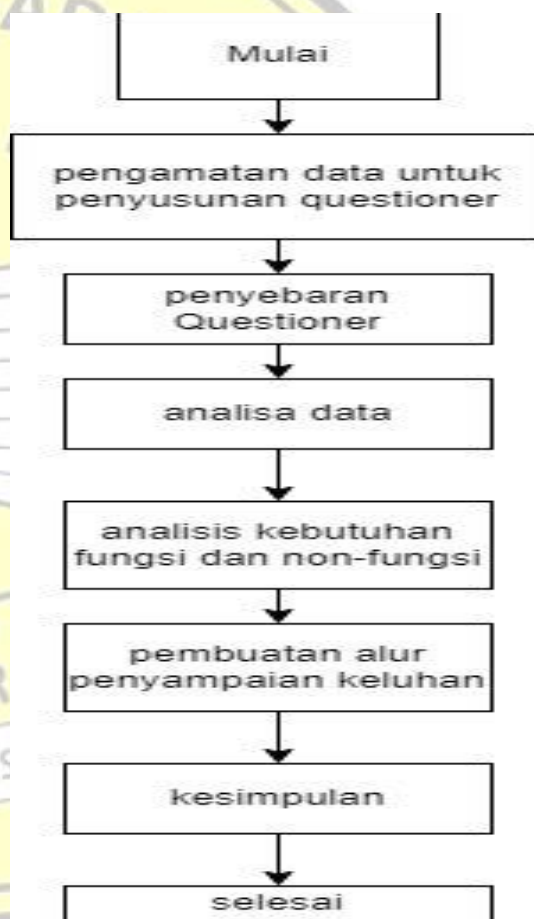 Mulai
pengamatan data untuk
penyusunan questioner
penyebaran
Questioner
analisa data
analisis kebutuhan
fungsi dan non-fungsi
pembuatan alur
penyampaian keluhan
kesimpulan
selesai